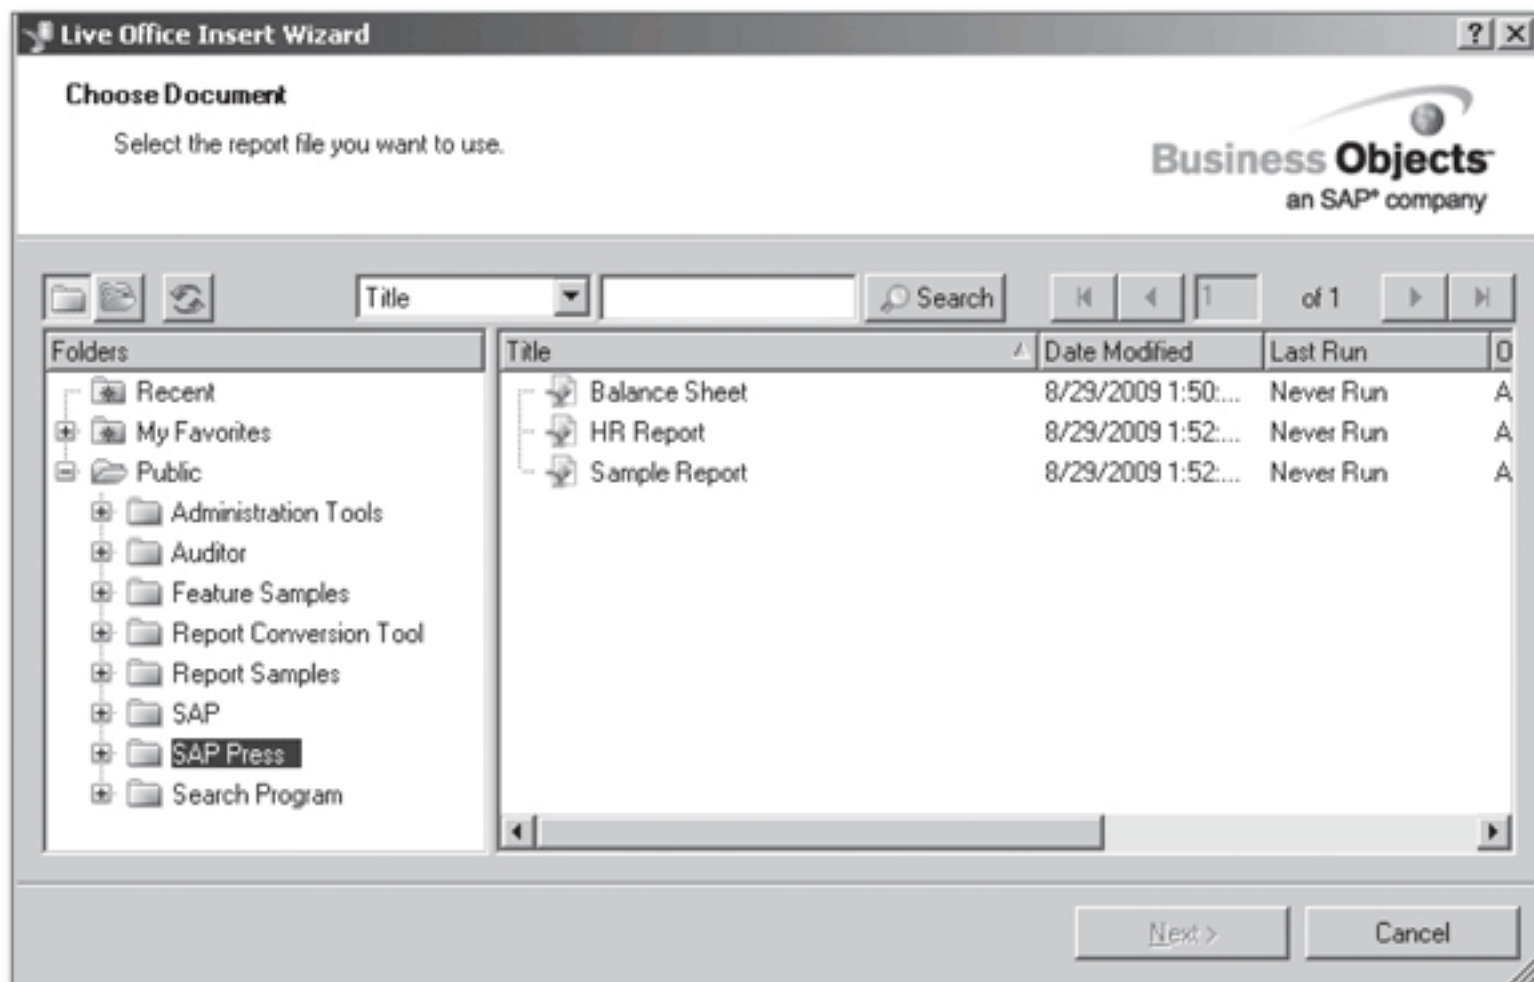 Live Office Insert Wizard
Choose Document
Select the report file you want to use.
Business Objects
an SAP® company
Title
Search
1 of 1
Folders
Title Date Modified Last Run O
Recent
My Favorites
Public
Administration Tools
Auditor
Feature Samples
Report Conversion Tool
Report Samples
SAP
SAP Press
Search Program
Balance Sheet 8/29/2009 1:50:... Never Run A
HR Report 8/29/2009 1:52:... Never Run A
Sample Report 8/29/2009 1:52:... Never Run A
Next >
Cancel